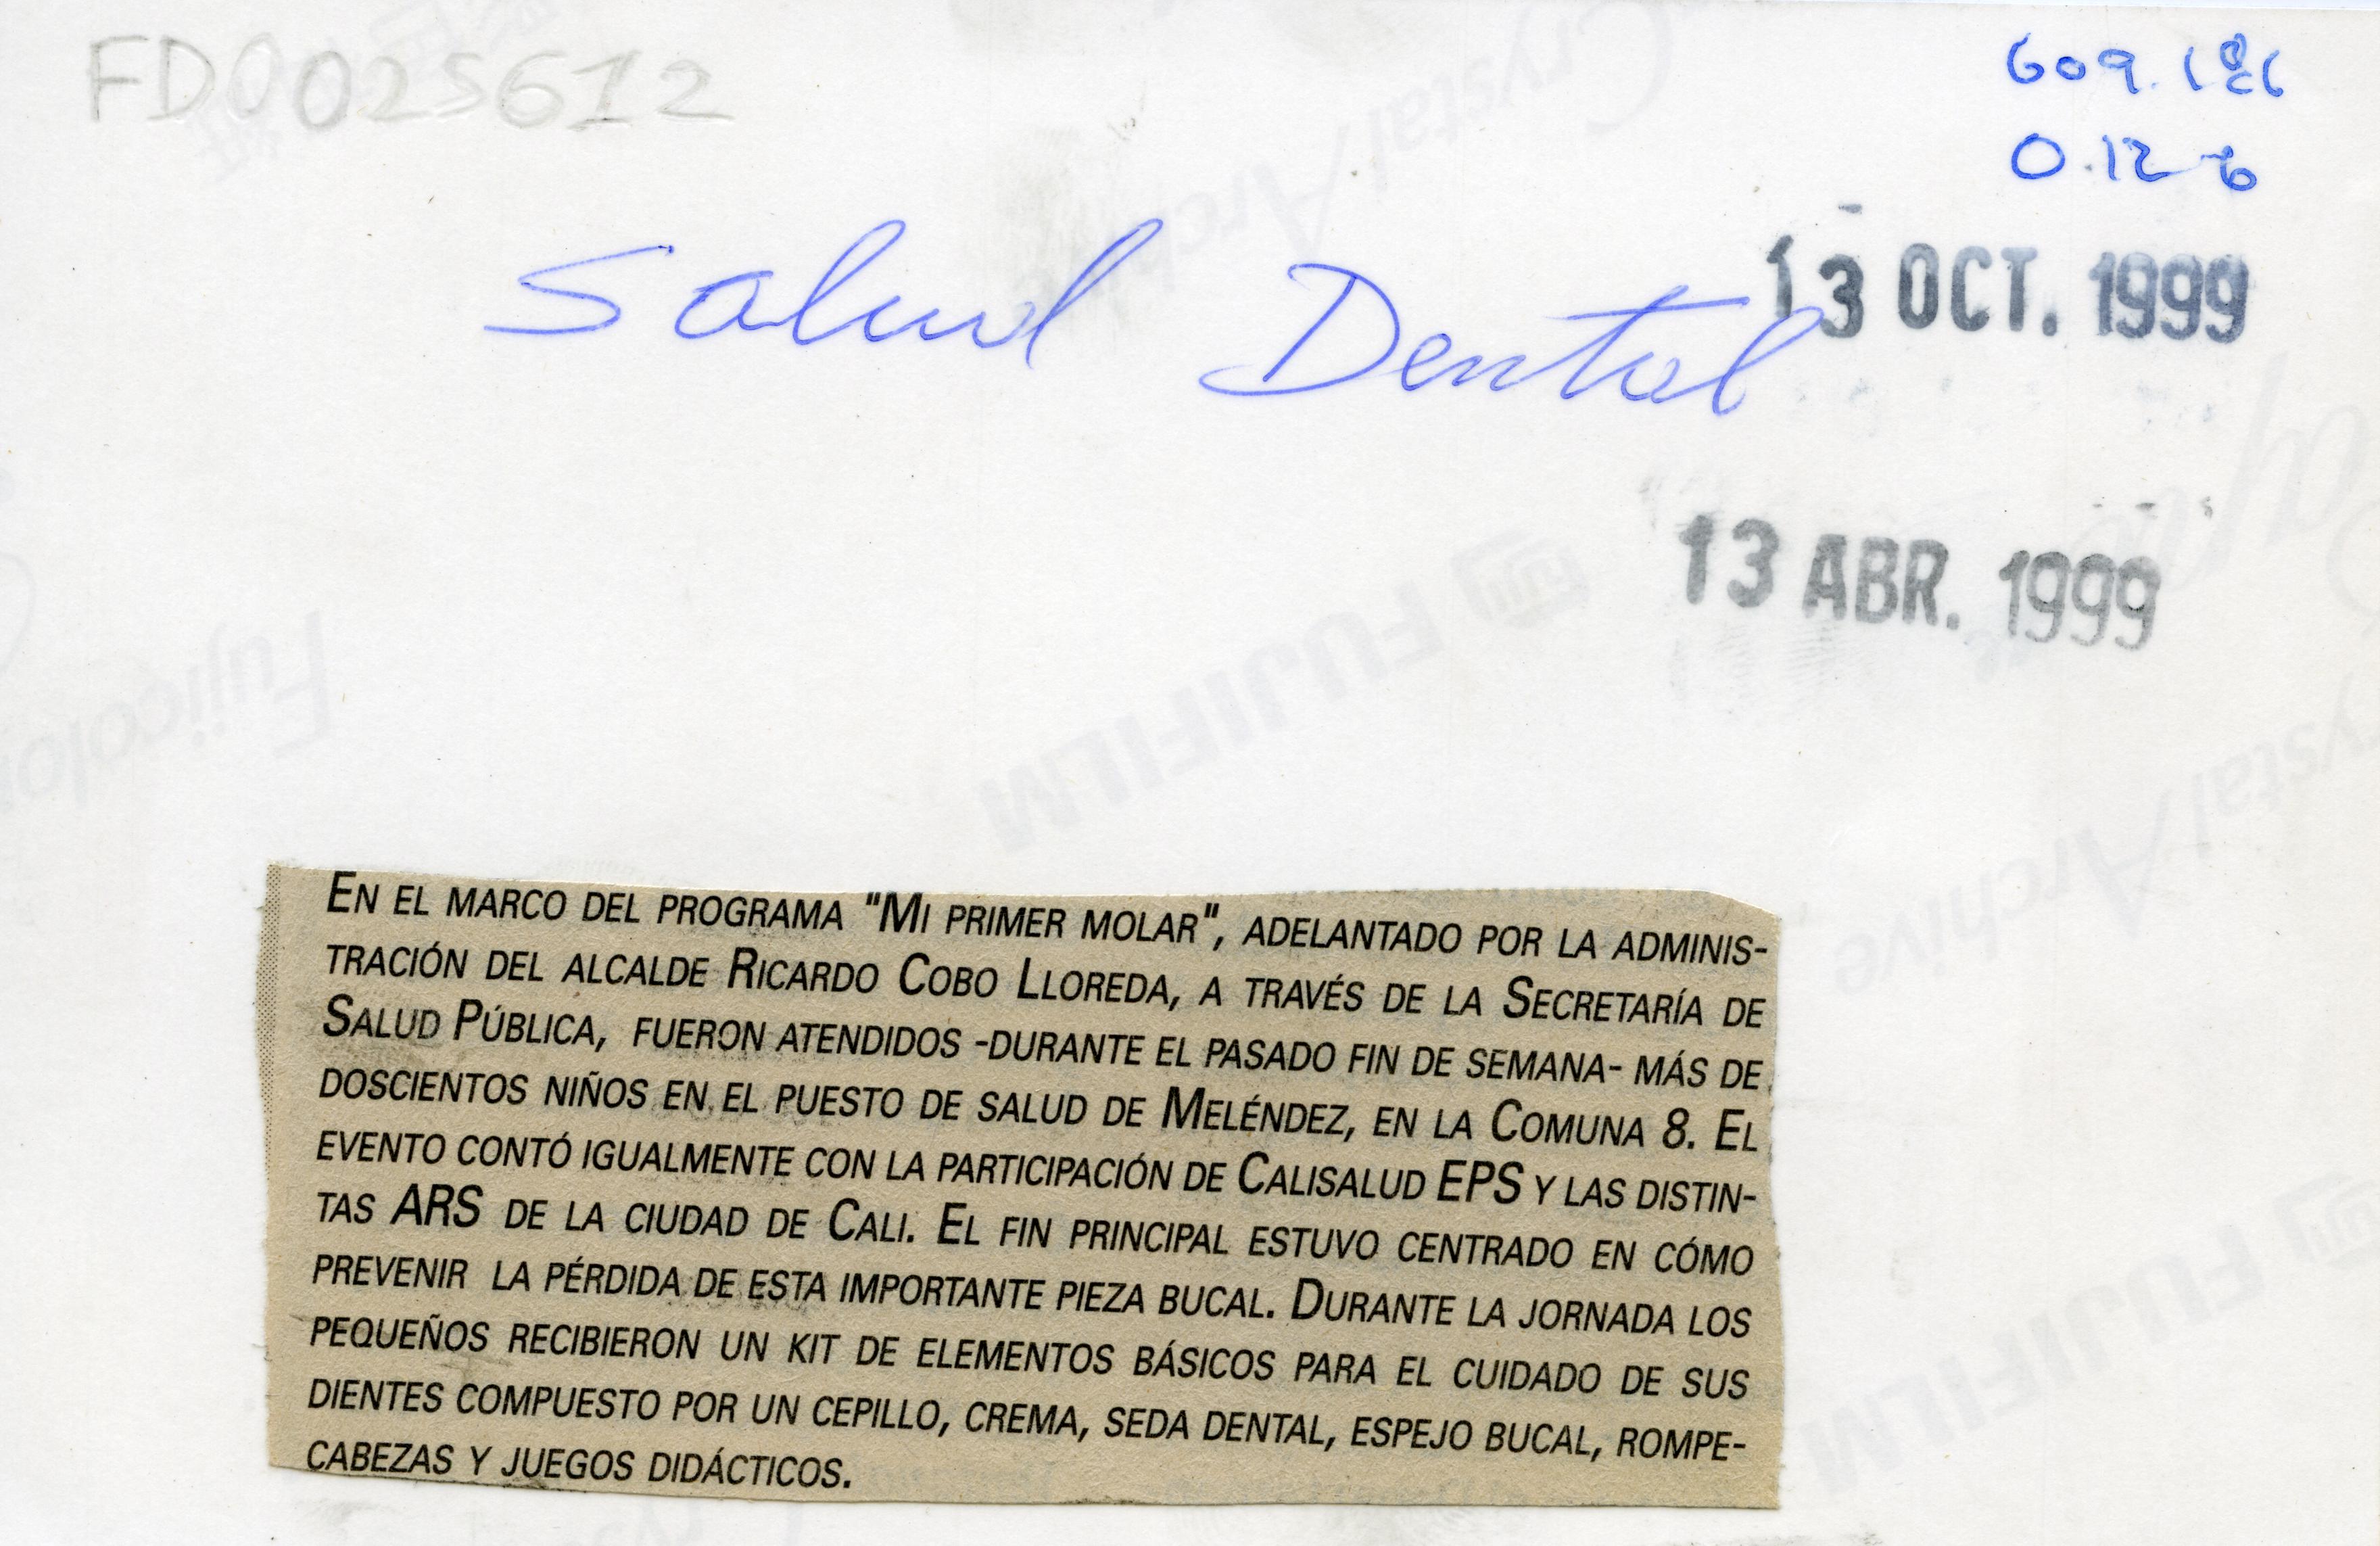 FD0025612
0.12
Salud Dental
13 OCT. 1999
13 ABR. 1999
FUJIFILM
Fujicolor
Crystal Archive
FUJIFILM
EN EL MARCO DEL PROGRAMA "MI PRIMER MOLAR", ADELANTADO POR LA ADMINIS-
TRACIÓN DEL ALCALDE RICARDO COBO LLOREDA, A TRAVÉS DE LA SECRETARÍA DE
SALUD PÚBLICA, FUERON ATENDIDOS -DURANTE EL PASADO FIN DE SEMANA- MÁS DE
DOSCIENTOS NIÑOS EN EL PUESTO DE SALUD DE MELÉNDEZ, EN LA COMUNA 8. EL
EVENTO CONTÓ IGUALMENTE CON LA PARTICIPACIÓN DE CALISALUD EPS Y LAS DISTIN-
TAS ARS DE LA CIUDAD DE CALI. EL FIN PRINCIPAL ESTUVO CENTRADO EN CÓMO
PREVENIR LA PÉRDIDA DE ESTA IMPORTANTE PIEZA BUCAL. DURANTE LA JORNADA LOS
PEQUEÑOS RECIBIERON UN KIT DE ELEMENTOS BÁSICOS PARA EL CUIDADO DE SUS
DIENTES COMPUESTO POR UN CEPILLO, CREMA, SEDA DENTAL, ESPEJO BUCAL, ROMPE-
CABEZAS Y JUEGOS DIDÁCTICOS.